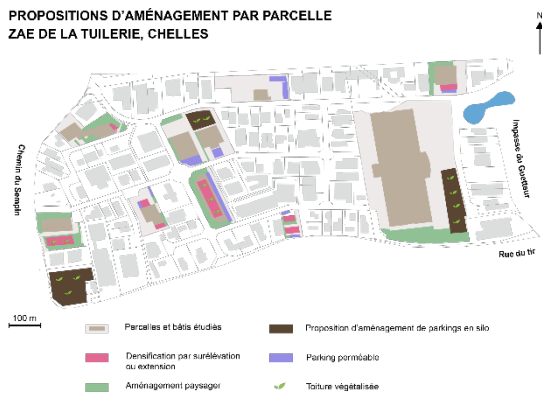 PROPOSITIONS D'AMÉNAGEMENT PAR PARCELLE
ZAE DE LA TUILERIE, CHELLES
N
Chemin du Sempin
Impasse du Guettaur
Rue du tir
100 m
Percelles et bâtis étudiés
Proposition d'aménagement de parkings en silo
Densification par surélévation
ou extension
Parking perméable
Aménagement paysager
Toiture végétalisée